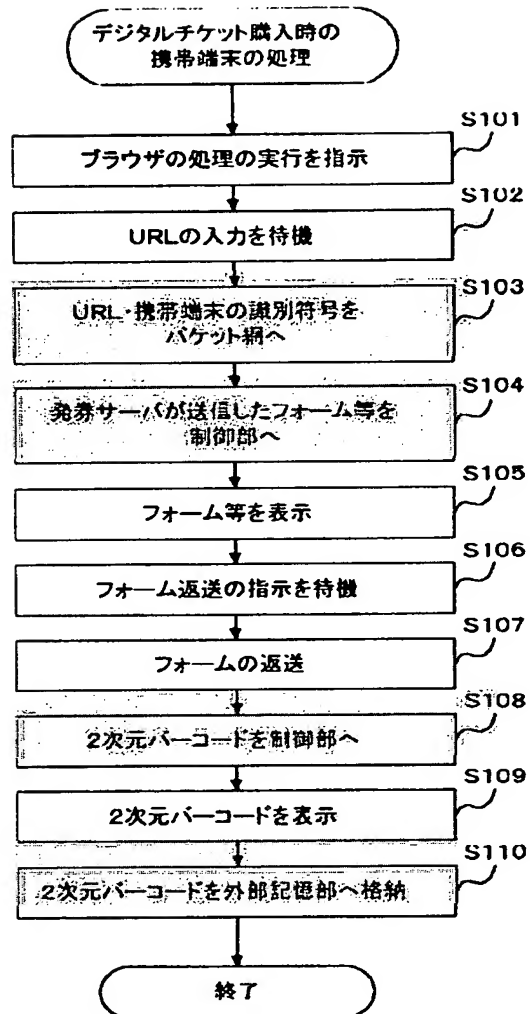 デジタルチケット購入時の
携帯端末の処理
S101
ブラウザの処理の実行を指示
S102
URLの入力を待機
S103
URL・携帯端末の識別符号を
パケット網へ
S104
発券サーバが送信したフォーム等を
制御部へ
S105
フォーム等を表示
S106
フォーム返送の指示を待機
S107
フォームの返送
S108
2次元バーコードを制御部へ
S109
2次元バーコードを表示
S110
2次元バーコードを外部記憶部へ格納
終了